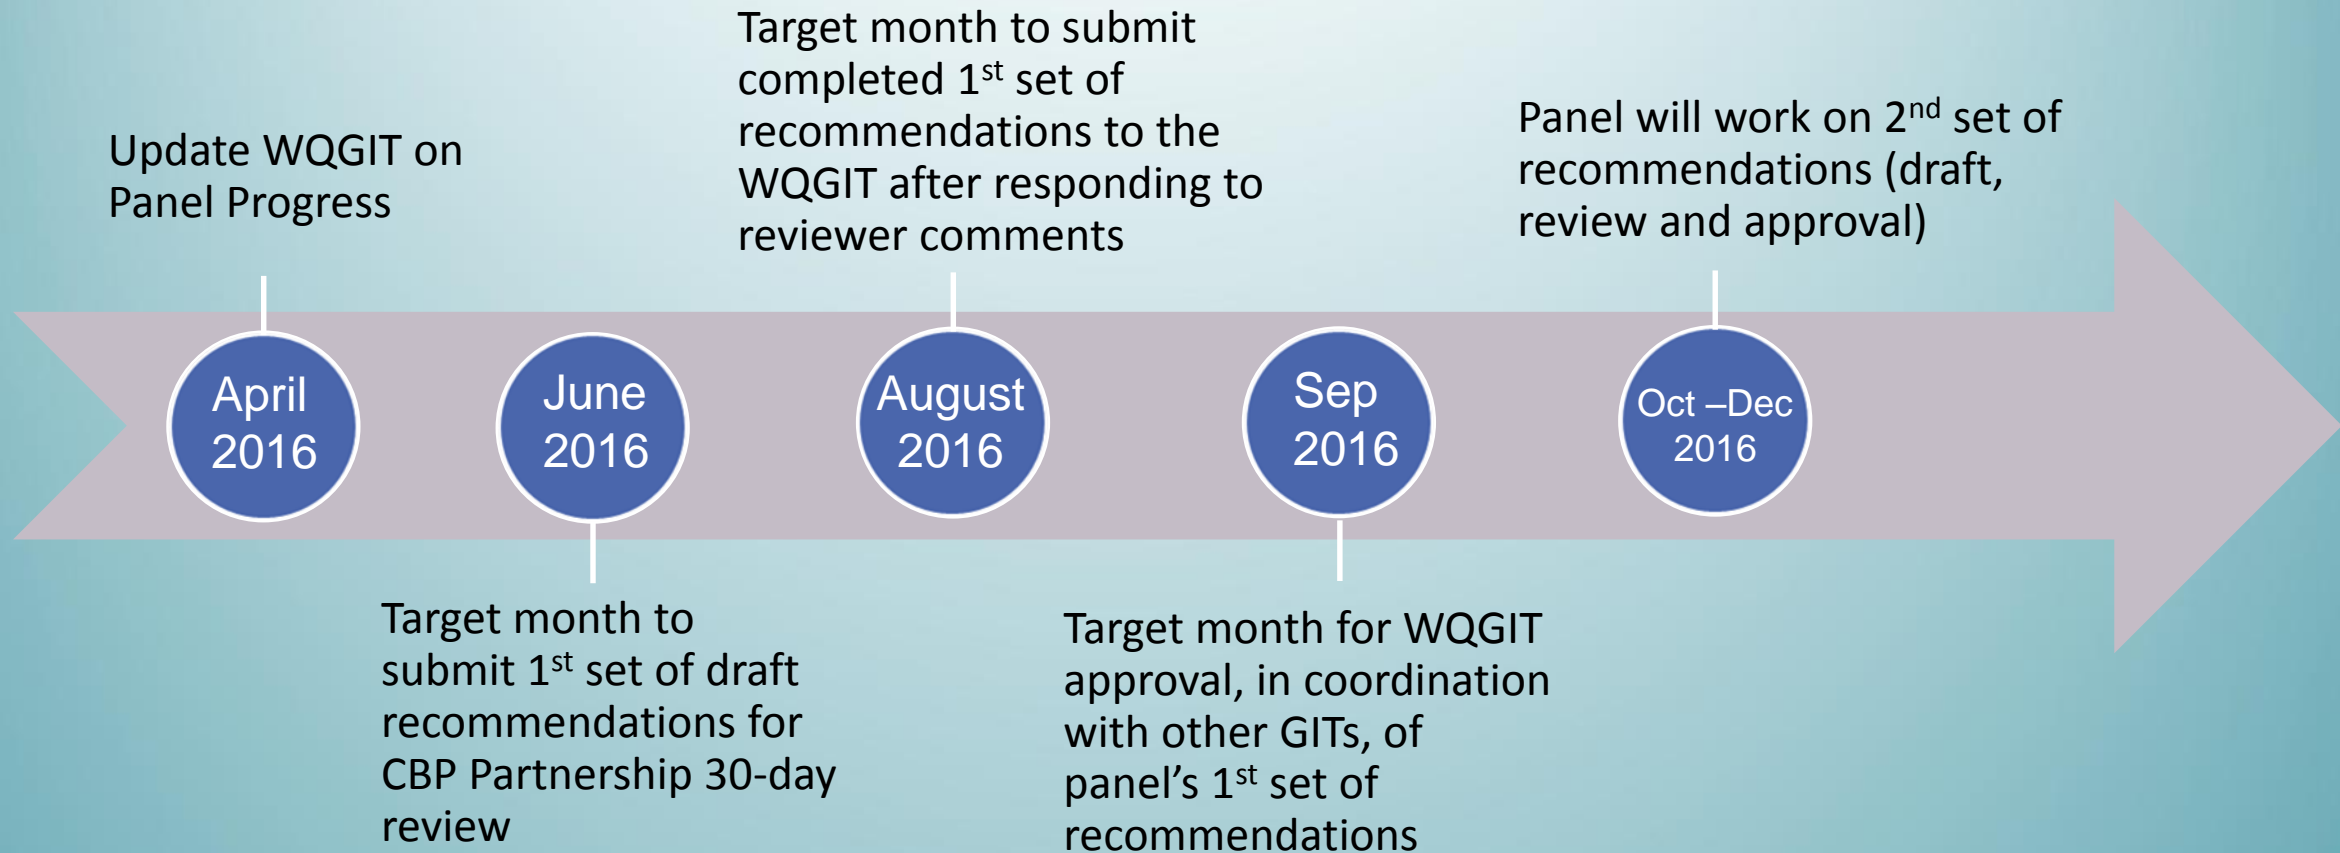 Update WQGIT on
Panel Progress
April
2016
Target month to
submit 1st set of draft
recommendations for
CBP Partnership 30-day
review
June
2016
Target month to submit
completed 1st set of
recommendations to the
WQGIT after responding to
reviewer comments
August
2016
Target month for WQGIT
approval, in coordination
with other GITs, of
panel’s 1st set of
recommendations
Sep
2016
Panel will work on 2nd set of
recommendations (draft,
review and approval)
Oct –Dec
2016